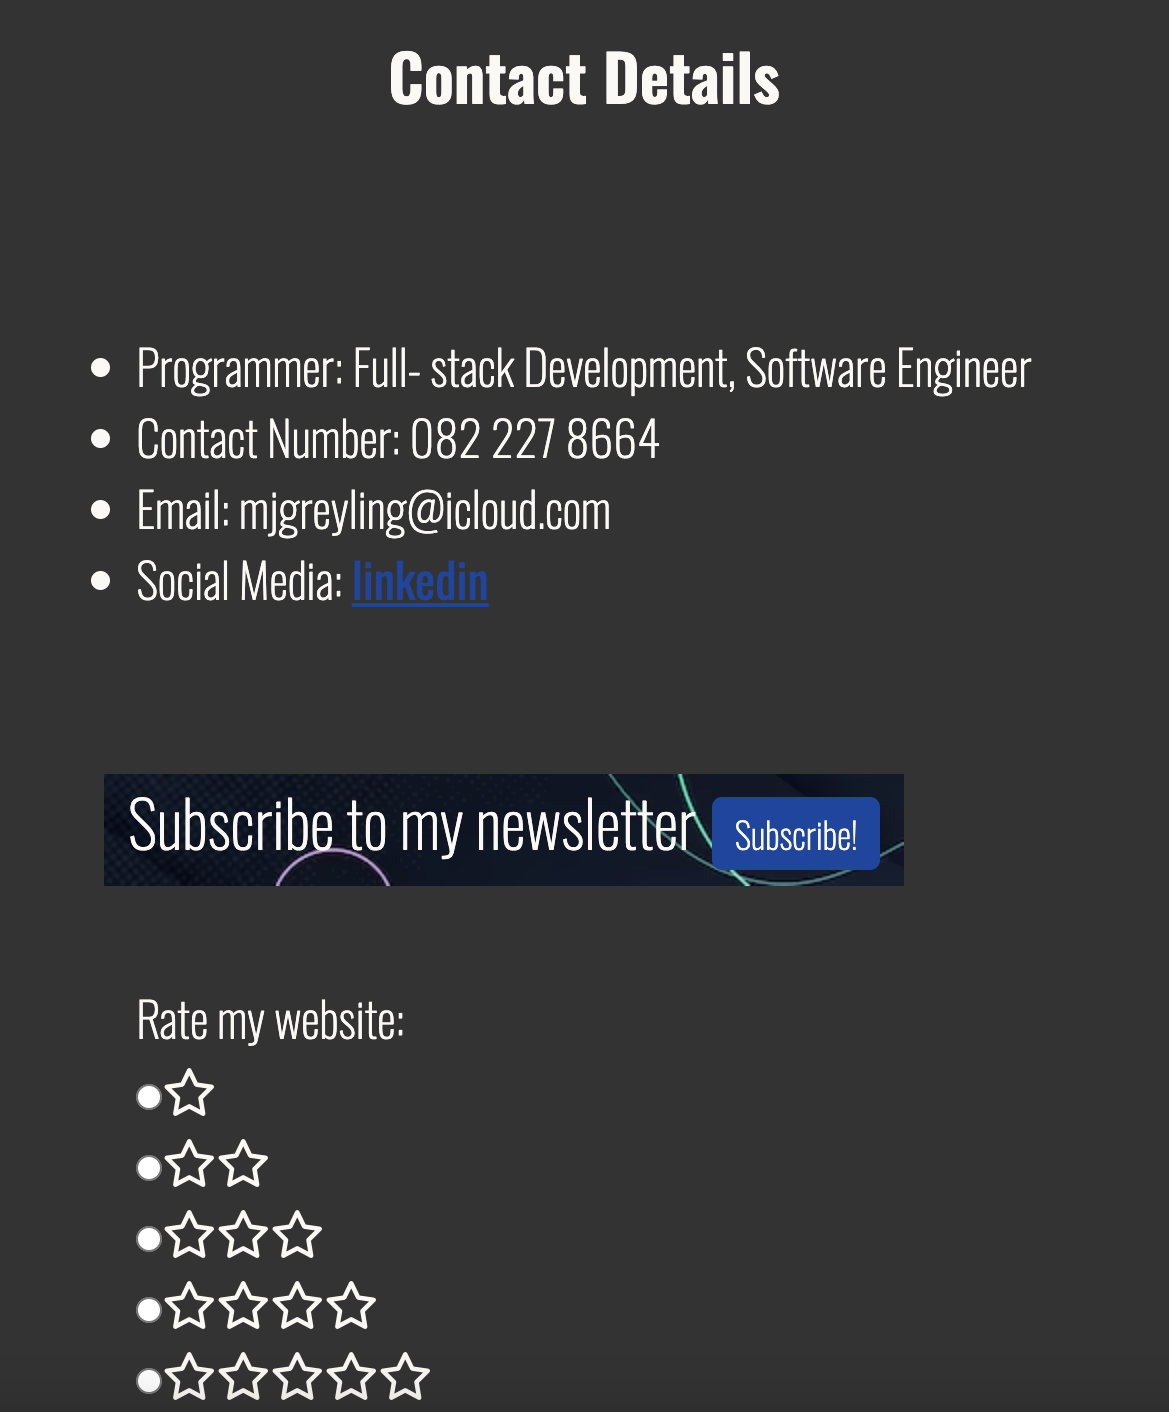 Contact Details
Programmer: Full- stack Development, Software Engineer
Contact Number: 082 227 8664
Email: mjgreyling@icloud.com
Social Media: linkedin
Subscribe to my newsletter Subscribe!
Rate my website: